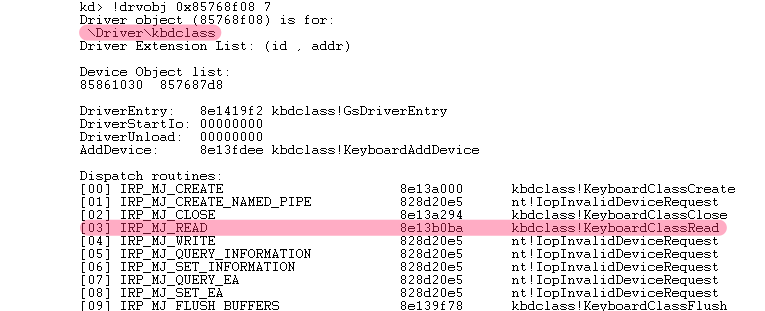 kd> !drvobj 0x85768f08 7
Driver object (85768f08) is for:
\Driver\kbdclass
Driver Extension List: (id , addr)
Device Object list:
85861030 857687d8
DriverEntry: 8e1419f2 kbdclass!GsDriverEntry
DriverStartIo: 00000000
DriverUnload: 00000000
AddDevice: 8e13fdee kbdclass!KeyboardAddDevice
Dispatch routines:
[00] IRP_MJ_CREATE 8e13a000 kbdclass!KeyboardClassCreate
[01] IRP_MJ_CREATE_NAMED_PIPE 828d20e5 nt!IopInvalidDeviceRequest
[02] IRP_MJ_CLOSE 8e13a294 kbdclass!KeyboardClassClose
[03] IRP_MJ_READ 8e13b0ba kbdclass!KeyboardClassRead
[04] IRP_MJ_WRITE 828d20e5 nt!IopInvalidDeviceRequest
[05] IRP_MJ_QUERY_INFORMATION 828d20e5 nt!IopInvalidDeviceRequest
[06] IRP_MJ_SET_INFORMATION 828d20e5 nt!IopInvalidDeviceRequest
[07] IRP_MJ_QUERY_EA 828d20e5 nt!IopInvalidDeviceRequest
[08] IRP_MJ_SET_EA 828d20e5 nt!IopInvalidDeviceRequest
[09] IRP_MJ_FLUSH_BUFFERS 8e139f78 kbdclass!KeyboardClassFlush